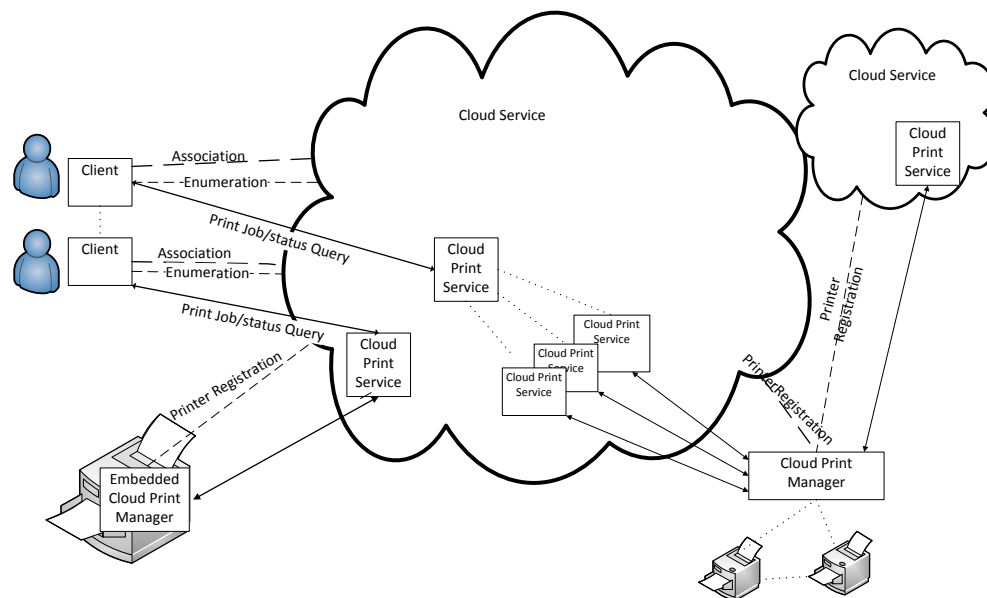 Cloud Service
Cloud Service
Cloud
Print
Service
Client
Association
Enumeration
Print Job/status Query
Client
Association
Enumeration
Print Job/status Query
Cloud
Print
Service
Cloud
Print
Service
Cloud Print
Service
Cloud Print
Service
Cloud Print
Service
Printer
Registration
PrinterRegistration
Printer Registration
Cloud Print
Manager
Embedded
Cloud Print
Manager